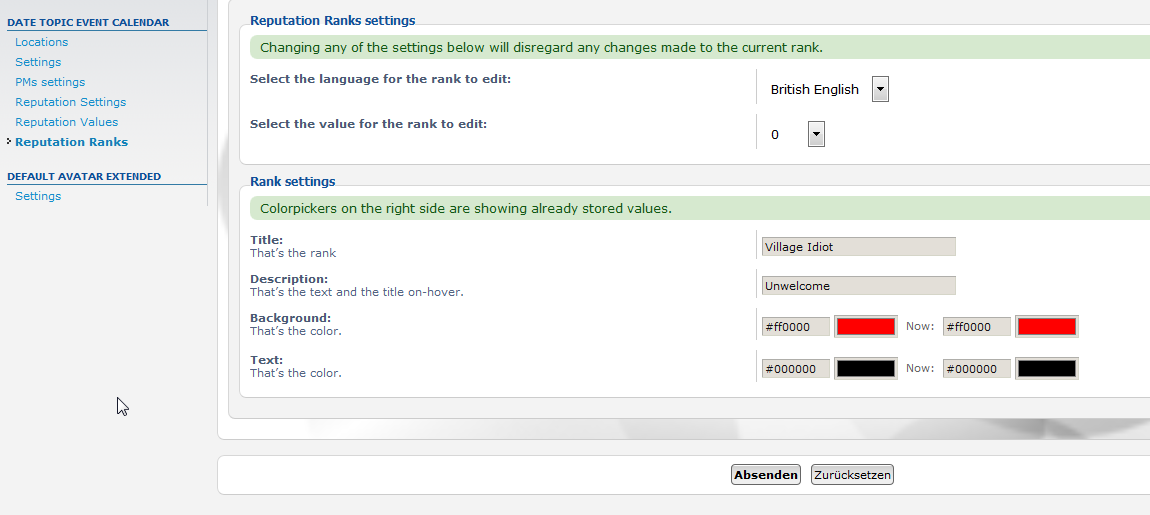 DATE TOPIC EVENT CALENDAR
Locations
Settings
PMs settings
Reputation Settings
Reputation Values
Reputation Ranks
DEFAULT AVATAR EXTENDED
Settings
Reputation Ranks settings
Changing any of the settings below will disregard any changes made to the current rank.
Select the language for the rank to edit: British English
Select the value for the rank to edit: 0
Rank settings
Colorpickers on the right side are showing already stored values.
Title: Village Idiot
That's the rank
Description: Unwelcome
That's the text and the title on-hover.
Background: #ff0000 Now: #ff0000
That's the color.
Text: #000000 Now: #000000
That's the color.
Absenden Zurücksetzen